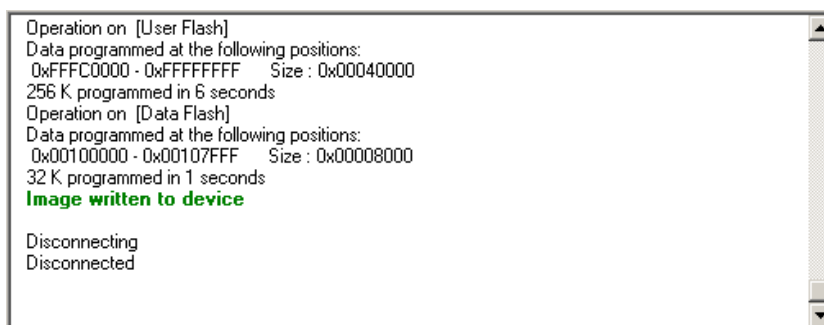 Operation on [User Flash]
Data programmed at the following positions:
0xFFFC0000 - 0xFFFFFFFF Size : 0x00040000
256 K programmed in 6 seconds
Operation on [Data Flash]
Data programmed at the following positions:
0x00100000 - 0x00107FFF Size : 0x00008000
32 K programmed in 1 seconds
Image written to device
Disconnecting
Disconnected